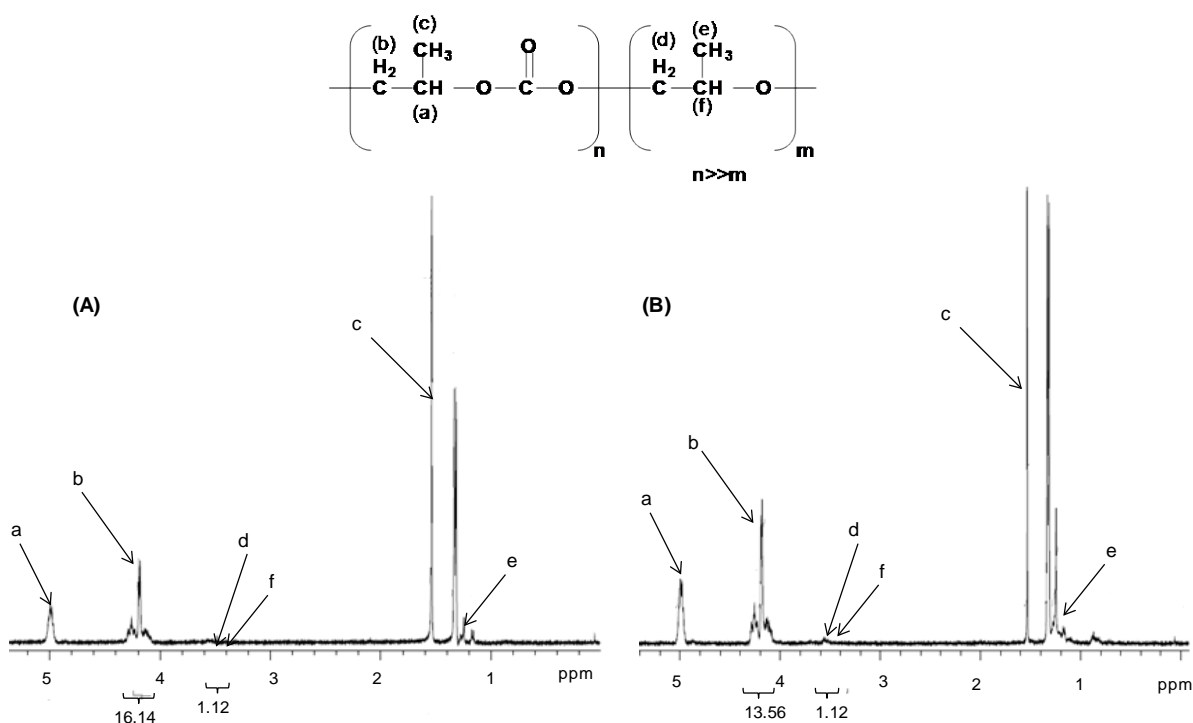 (c)
(b) CH3 O (d) (e) CH3
H2 H2
C CH O C O C CH O
(a) (f)
n m
n>>m
(A) (B)
c c
b b
a a
d d
f f
e e
5 4 3 2 1 ppm
16.14 1.12
5 4 3 2 1 ppm
13.56 1.12